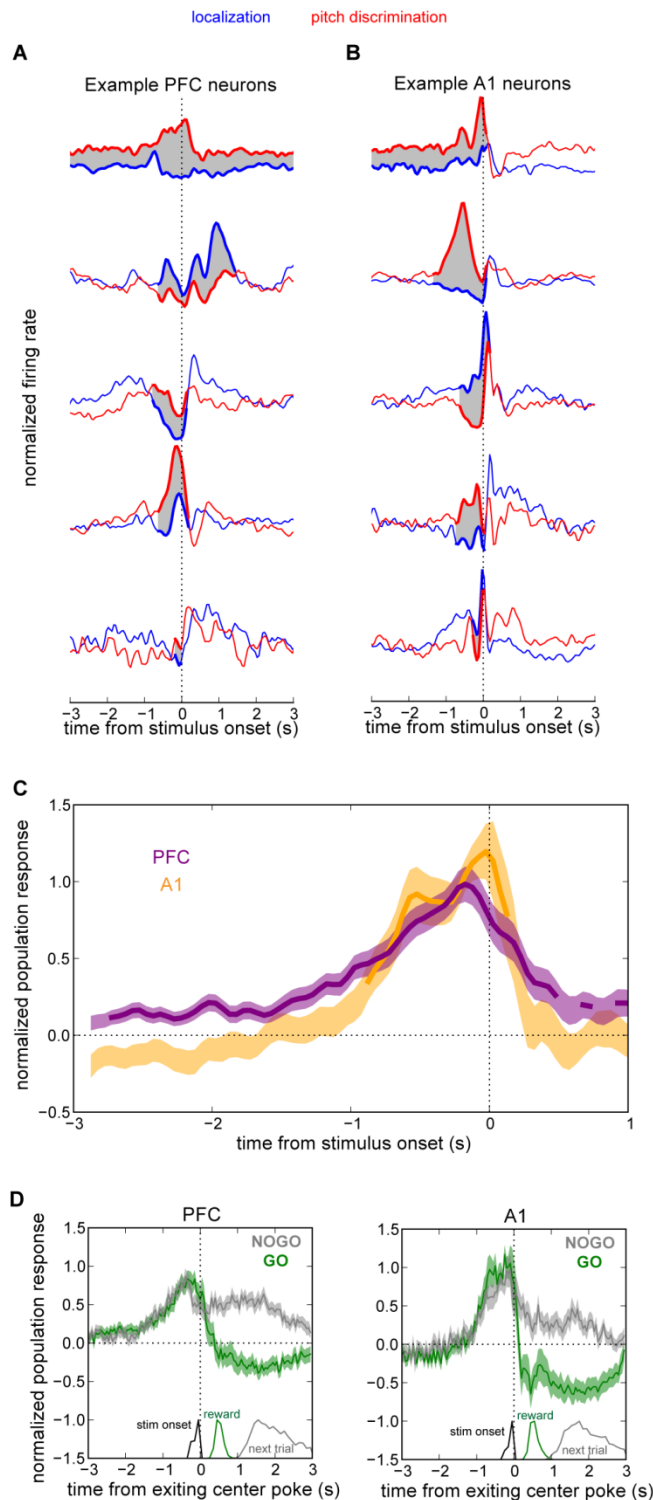 localization pitch discrimination
A B
Example PFC neurons Example A1 neurons
normalized firing rate
−3 −2 −1 0 1 2 3 −3 −2 −1 0 1 2 3
time from stimulus onset (s) time from stimulus onset (s)
C
1.5
PFC
A1
1.0
0.5
0.0
−0.5
normalized population response
−3 −2 −1 0 1
time from stimulus onset (s)
D
PFC A1
1.5 NOGO 1.5 NOGO
GO GO
1.0 1.0
0.5 0.5
0.0 0.0
−0.5 −0.5
−1.0 −1.0
−1.5 −1.5
normalized population response
stim onset reward next trial stim onset reward next trial
−3 −2 −1 0 1 2 3 −3 −2 −1 0 1 2 3
time from exiting center poke (s) time from exiting center poke (s)